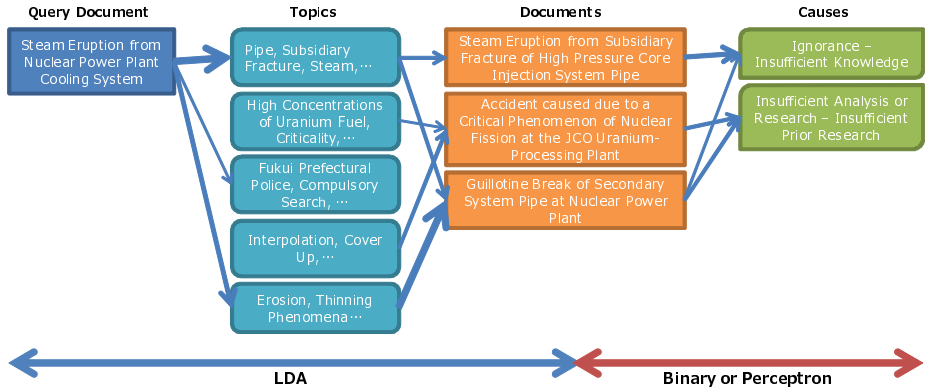 Query Document
Topics
Documents
Causes
Steam Eruption from
Nuclear Power Plant
Cooling System
Pipe, Subsidiary
Fracture, Steam,…
High Concentrations
of Uranium Fuel,
Criticality, …
Fukui Prefectural
Police, Compulsory
Search, …
Interpolation, Cover
Up,…
Erosion, Thinning
Phenomena…
Steam Eruption from Subsidiary
Fracture of High Pressure Core
Injection System Pipe
Accident caused due to a
Critical Phenomenon of Nuclear
Fission at the JCO Uranium-
Processing Plant
Guillotine Break of Secondary
System Pipe at Nuclear Power
Plant
Ignorance –
Insufficient Knowledge
Insufficient Analysis or
Research – Insufficient
Prior Research
LDA
Binary or Perceptron